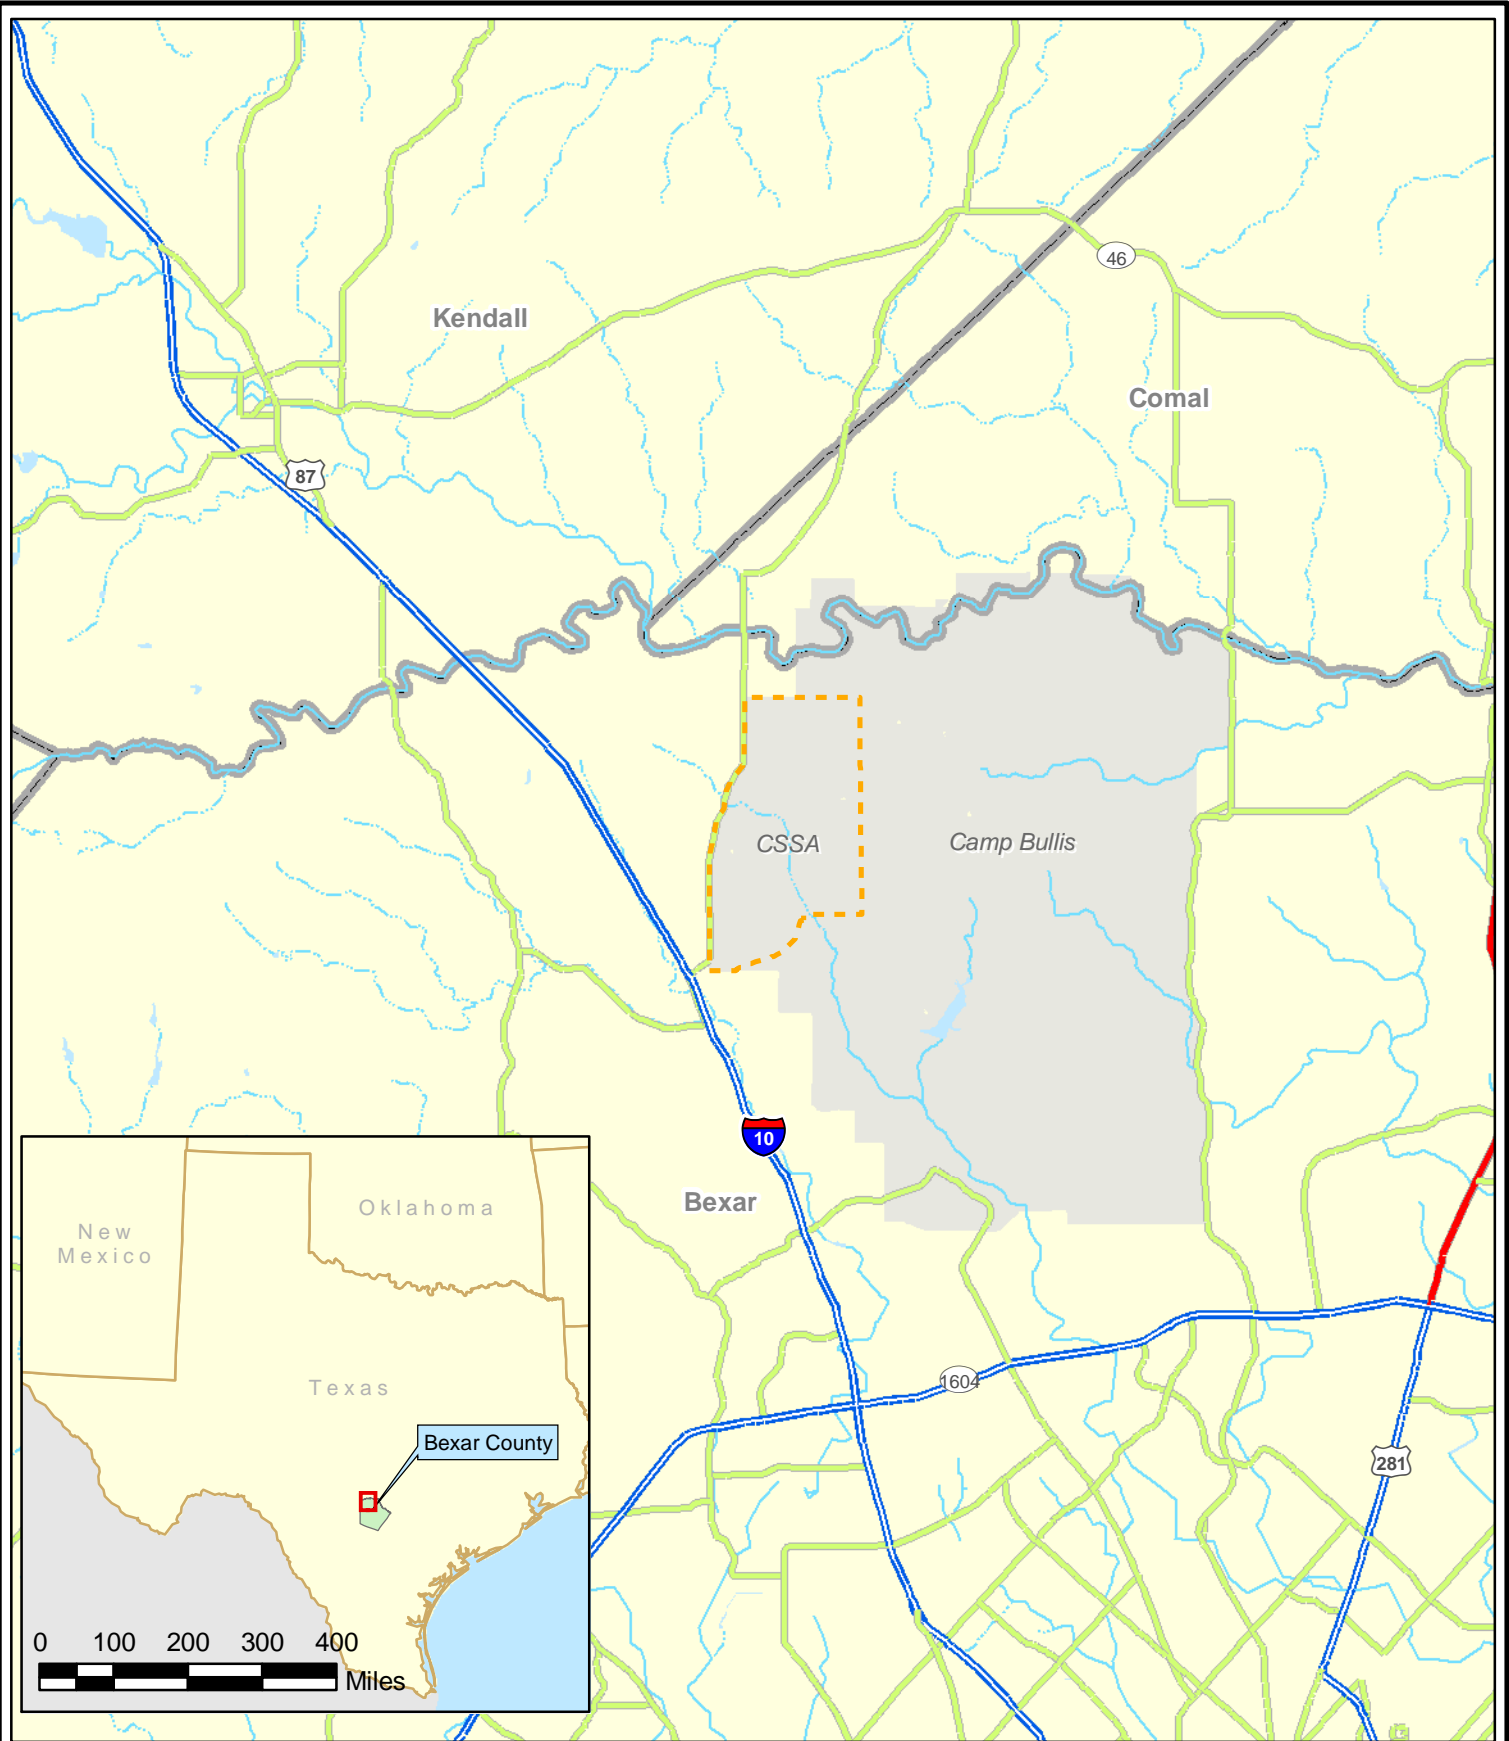 46
Kendall
Comal
87
CSSA
Camp Bullis
10
Bexar
1604
281
New
Mexico
Oklahoma
Texas
Bexar County
0 100 200 300 400
Miles